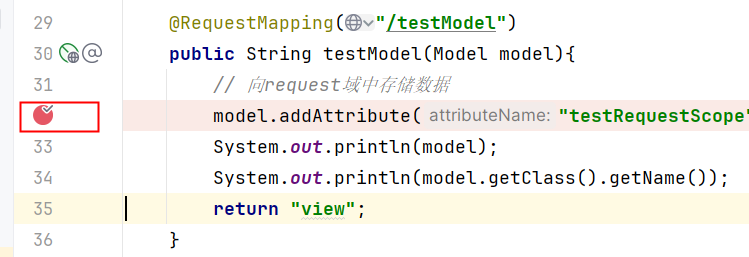 29 @RequestMapping("/testModel")
30 @ public String testModel(Model model){
31 // 向request域中存储数据
model.addAttribute( attributeName: "testRequestScope"
33 System.out.println(model);
34 System.out.println(model.getClass().getName());
35 return "view";
36 }